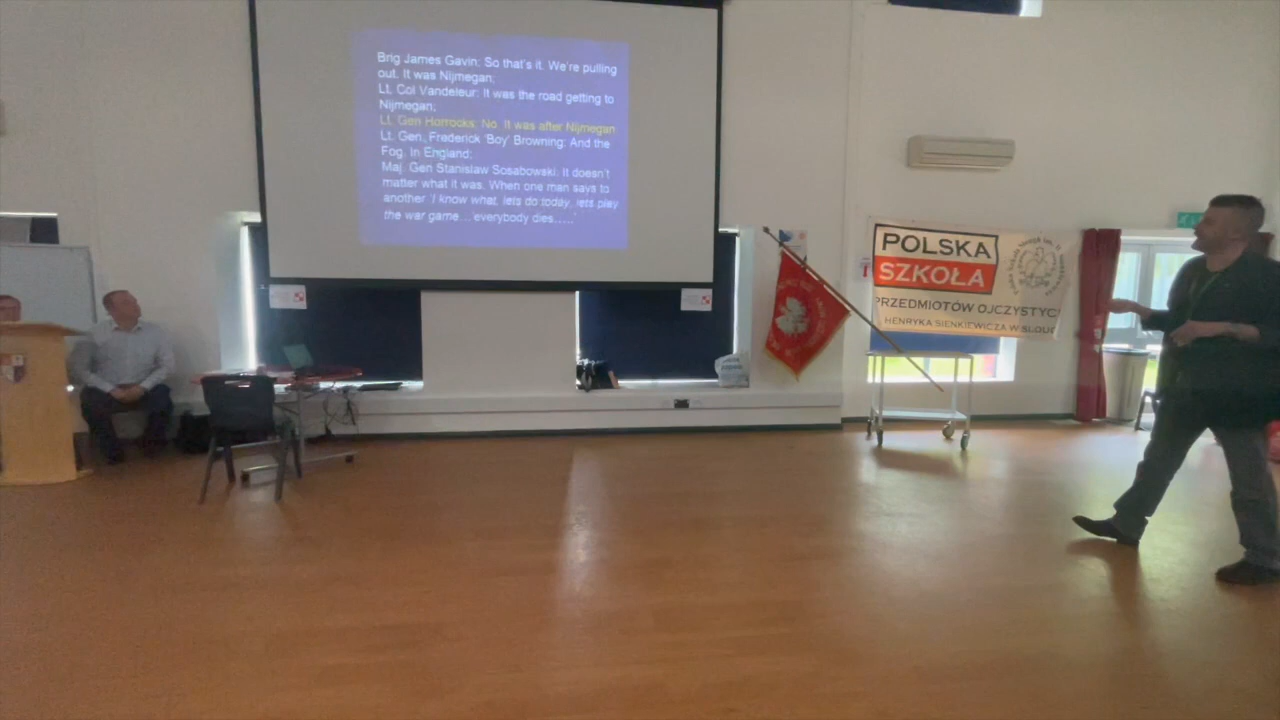 Brig James Gavin: So that's it. We're pulling
out. It was Nijmegan;
Lt. Col Vandeleur: It was the road getting to
Nijmegan;
Lt. Gen Horrocks: No. It was after Nijmegan
Lt. Gen, Frederick 'Boy' Browning: And the
Fog. In England;
Maj. Gen Stanislaw Sosabowski: It doesn't
matter what it was. When one man says to
another 'I know what, lets do today, lets play
the war game…'everybody dies…..'
POLSKA
SZKOŁA
PRZEDMIOTÓW OJCZYSTYC
HENRYKA SIENKIEWICZA W SLOUG